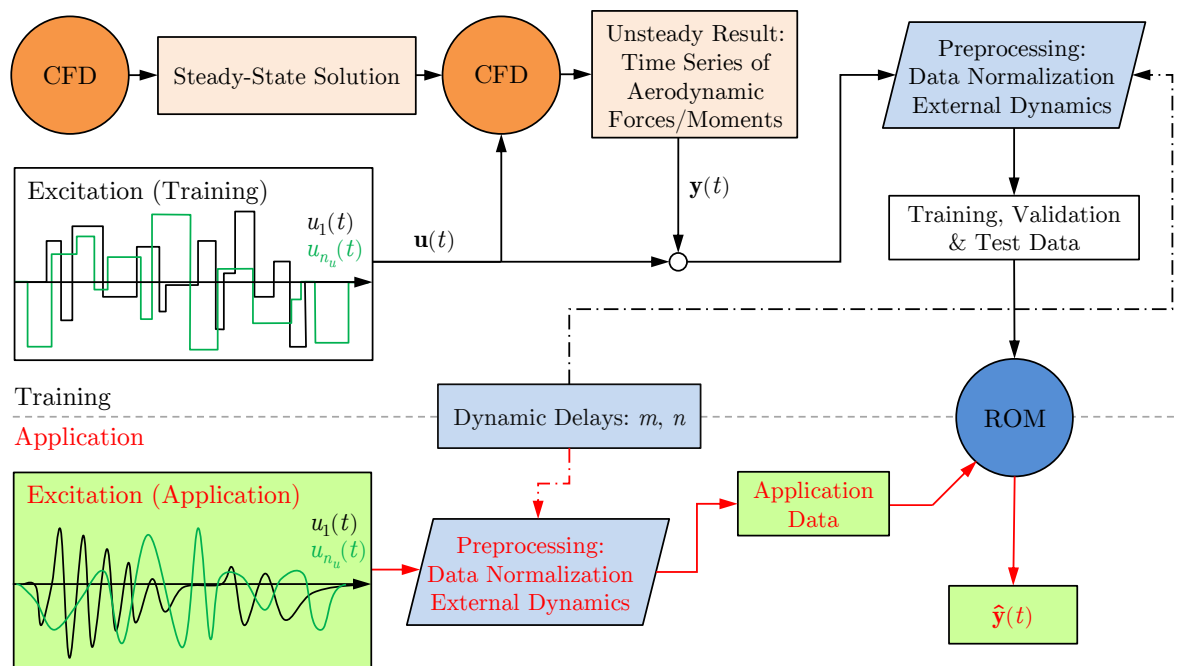 CFD
Steady-State Solution
CFD
Unsteady Result:
Time Series of
Aerodynamic
Forces/Moments
Preprocessing:
Data Normalization
External Dynamics
Excitation (Training)
u₁(t)
uₙᵤ(t)
u(t)
y(t)
Training, Validation
& Test Data
Training
Application
Dynamic Delays: m, n
ROM
Excitation (Application)
u₁(t)
uₙᵤ(t)
Preprocessing:
Data Normalization
External Dynamics
Application
Data
ŷ(t)